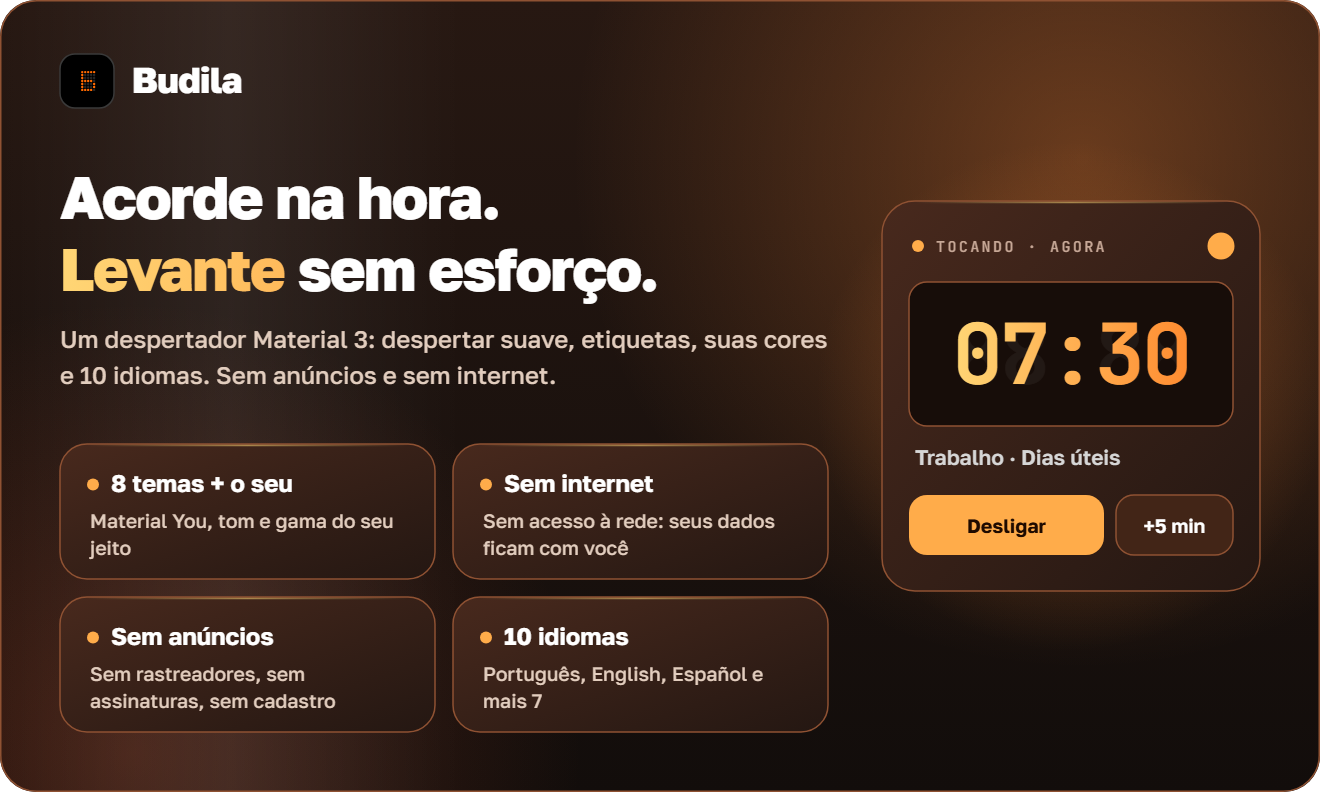 Budila
Acorde na hora.
Levante sem esforço.
Um despertador Material 3: despertar suave, etiquetas, suas cores
e 10 idiomas. Sem anúncios e sem internet.
8 temas + o seu
Material You, tom e gama do seu
jeito
Sem internet
Sem acesso à rede: seus dados
ficam com você
Sem anúncios
Sem rastreadores, sem
assinaturas, sem cadastro
10 idiomas
Português, English, Español e
mais 7
TOCANDO · AGORA
07:30
Trabalho · Dias úteis
Desligar
+5 min